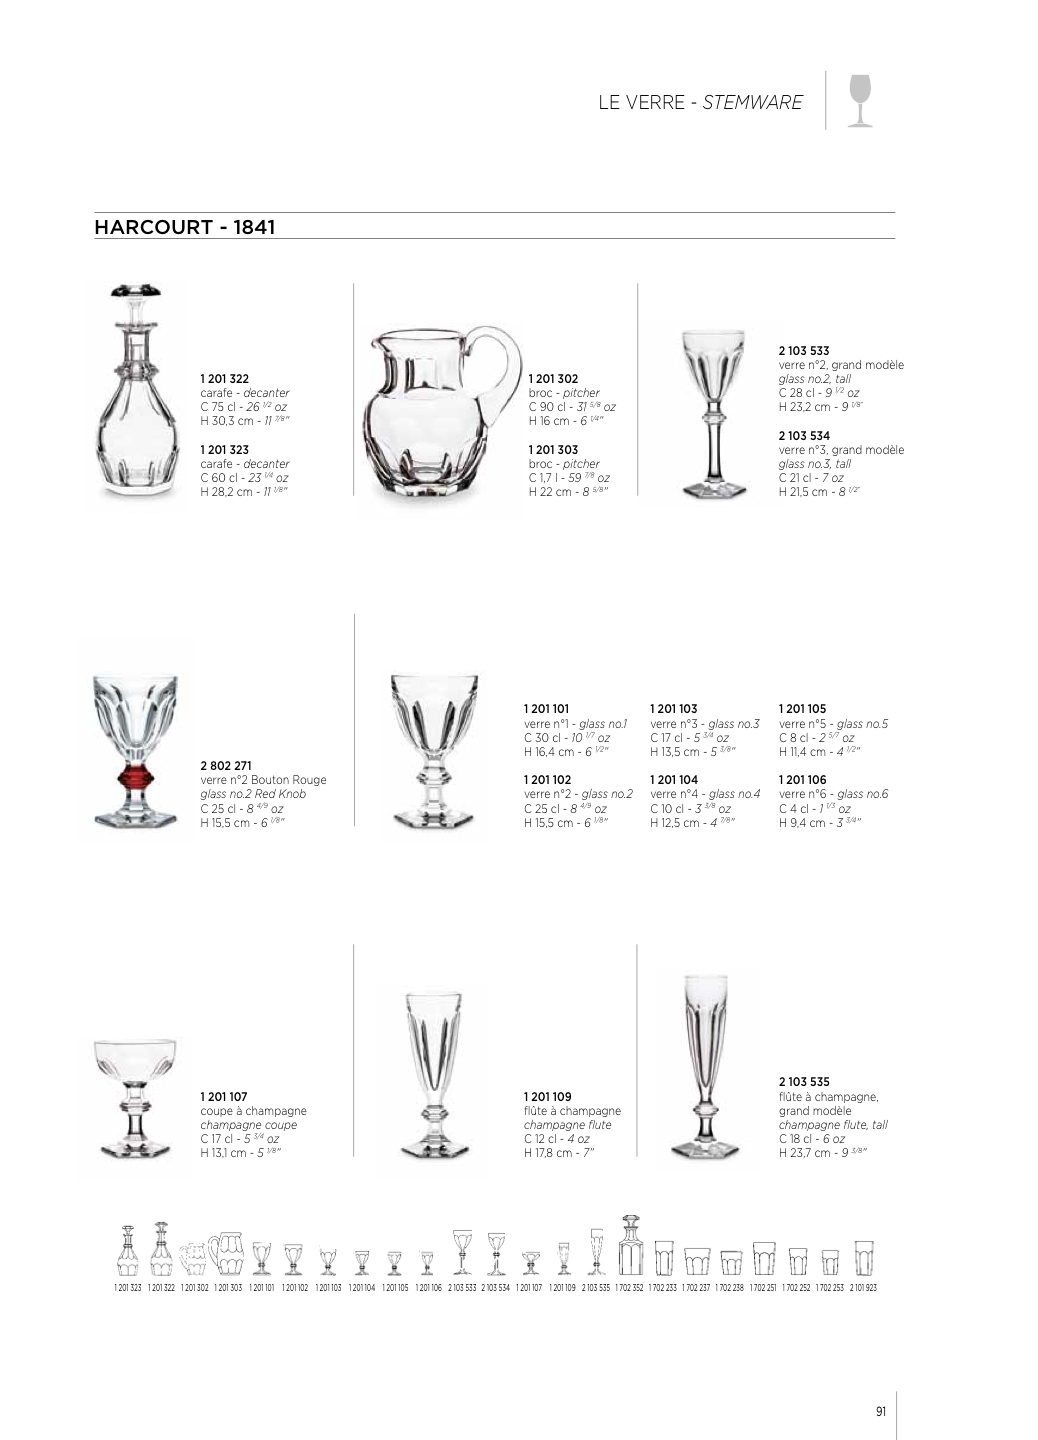 LE VERRE - STEMWARE
HARCOURT - 1841
1 201 322
carafe - decanter
C 75 cl - 26 1/2 oz
H 30,3 cm - 11 7/8"
1 201 323
carafe - decanter
C 60 cl - 23 1/4 oz
H 28,2 cm - 11 1/8"
1 201 302
broc - pitcher
C 90 cl - 31 5/8 oz
H 16 cm - 6 1/4"
1 201 303
broc - pitcher
C 1,7 l - 59 7/8 oz
H 22 cm - 8 5/8"
2 103 533
verre n°2, grand modèle
glass no.2, tall
C 28 cl - 9 1/2 oz
H 23,2 cm - 9 1/8"
2 103 534
verre n°3, grand modèle
glass no.3, tall
C 21 cl - 7 oz
H 21,5 cm - 8 1/2"
2 802 271
verre n°2 Bouton Rouge
glass no.2 Red Knob
C 25 cl - 8 4/9 oz
H 15,5 cm - 6 1/8"
1 201 101
verre n°1 - glass no.1
C 30 cl - 10 1/7 oz
H 16,4 cm - 6 1/2"
1 201 102
verre n°2 - glass no.2
C 25 cl - 8 4/9 oz
H 15,5 cm - 6 1/8"
1 201 103
verre n°3 - glass no.3
C 17 cl - 5 3/4 oz
H 13,5 cm - 5 3/8"
1 201 104
verre n°4 - glass no.4
C 10 cl - 3 3/8 oz
H 12,5 cm - 4 7/8"
1 201 105
verre n°5 - glass no.5
C 8 cl - 2 5/7 oz
H 11,4 cm - 4 1/2"
1 201 106
verre n°6 - glass no.6
C 4 cl - 1 1/3 oz
H 9,4 cm - 3 3/4"
1 201 107
coupe à champagne
champagne coupe
C 17 cl - 5 3/4 oz
H 13,1 cm - 5 1/8"
1 201 109
flûte à champagne
champagne flute
C 12 cl - 4 oz
H 17,8 cm - 7"
2 103 535
flûte à champagne,
grand modèle
champagne flute, tall
C 18 cl - 6 oz
H 23,7 cm - 9 3/8"
1 201 323 1 201 322 1 201 302 1 201 303 1 201 101 1 201 102 1 201 103 1 201 104 1 201 105 1 201 106 2 103 533 2 103 534 1 201 107 1 201 109 2 103 535 1 702 352 1 702 233 1 702 237 1 702 238 1 702 251 1 702 252 1 702 253 2 101 923
91